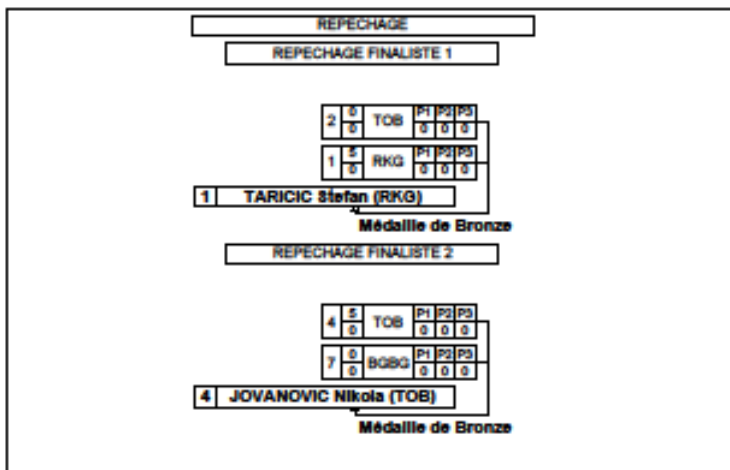 REPECHAGE
REPECHAGE FINALISTE 1
2 0 0 TOB P1 P2 P3 0 0 0
1 5 0 RKG P1 P2 P3 0 0 0
1 TARICIC Stefan (RKG)
Médaille de Bronze
REPECHAGE FINALISTE 2
4 5 0 TOB P1 P2 P3 0 0 0
7 0 0 BGBG P1 P2 P3 0 0 0
4 JOVANOVIC Nikola (TOB)
Médaille de Bronze